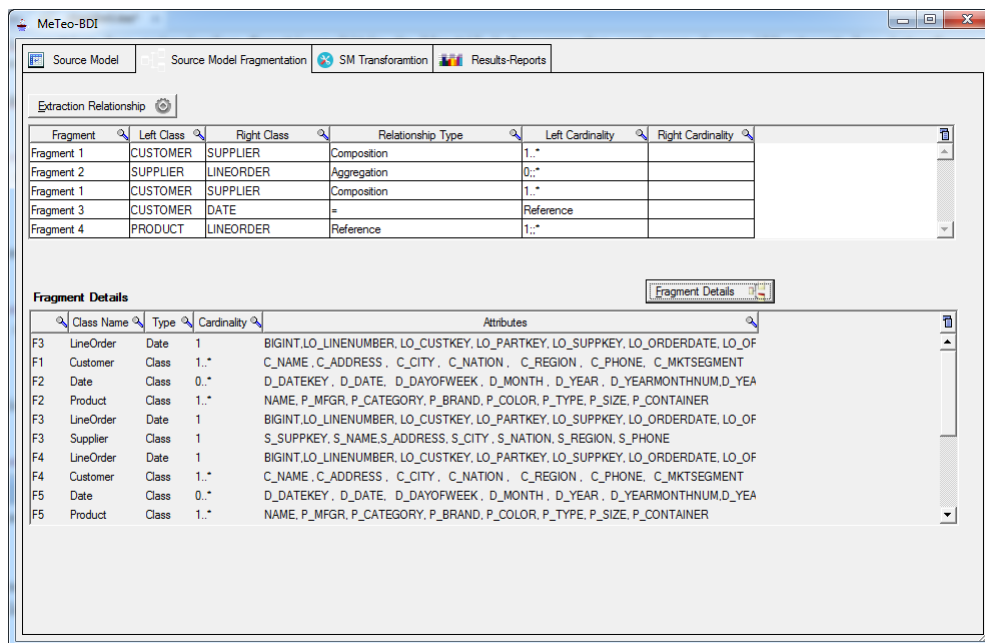 MeTeo-BDI
Source Model Source Model Fragmentation SM Transforamtion Results-Reports
Extraction Relationship
Fragment Left Class Right Class Relationship Type Left Cardinality Right Cardinality
Fragment 1 CUSTOMER SUPPLIER Composition 1..*
Fragment 2 SUPPLIER LINEORDER Aggregation 0;:*
Fragment 1 CUSTOMER SUPPLIER Composition 1..*
Fragment 3 CUSTOMER DATE = Reference
Fragment 4 PRODUCT LINEORDER Reference 1;:*
Fragment Details
Fragment Details
Class Name Type Cardinality Attributes
F3 LineOrder Date 1 BIGINT,LO_LINENUMBER, LO_CUSTKEY, LO_PARTKEY, LO_SUPPKEY, LO_ORDERDATE, LO_OF
F1 Customer Class 1..* C_NAME , C_ADDRESS , C_CITY , C_NATION , C_REGION , C_PHONE, C_MKTSEGMENT
F2 Date Class 0..* D_DATEKEY , D_DATE, D_DAYOFWEEK , D_MONTH , D_YEAR , D_YEARMONTHNUM,D_YEA
F2 Product Class 1..* NAME, P_MFGR, P_CATEGORY, P_BRAND, P_COLOR, P_TYPE, P_SIZE, P_CONTAINER
F3 LineOrder Date 1 BIGINT,LO_LINENUMBER, LO_CUSTKEY, LO_PARTKEY, LO_SUPPKEY, LO_ORDERDATE, LO_OF
F3 Supplier Class 1 S_SUPPKEY, S_NAME,S_ADDRESS, S_CITY , S_NATION, S_REGION, S_PHONE
F4 LineOrder Date 1 BIGINT,LO_LINENUMBER, LO_CUSTKEY, LO_PARTKEY, LO_SUPPKEY, LO_ORDERDATE, LO_OF
F4 Customer Class 1..* C_NAME , C_ADDRESS , C_CITY , C_NATION , C_REGION , C_PHONE, C_MKTSEGMENT
F5 Date Class 0..* D_DATEKEY , D_DATE, D_DAYOFWEEK , D_MONTH , D_YEAR , D_YEARMONTHNUM,D_YEA
F5 Product Class 1..* NAME, P_MFGR, P_CATEGORY, P_BRAND, P_COLOR, P_TYPE, P_SIZE, P_CONTAINER